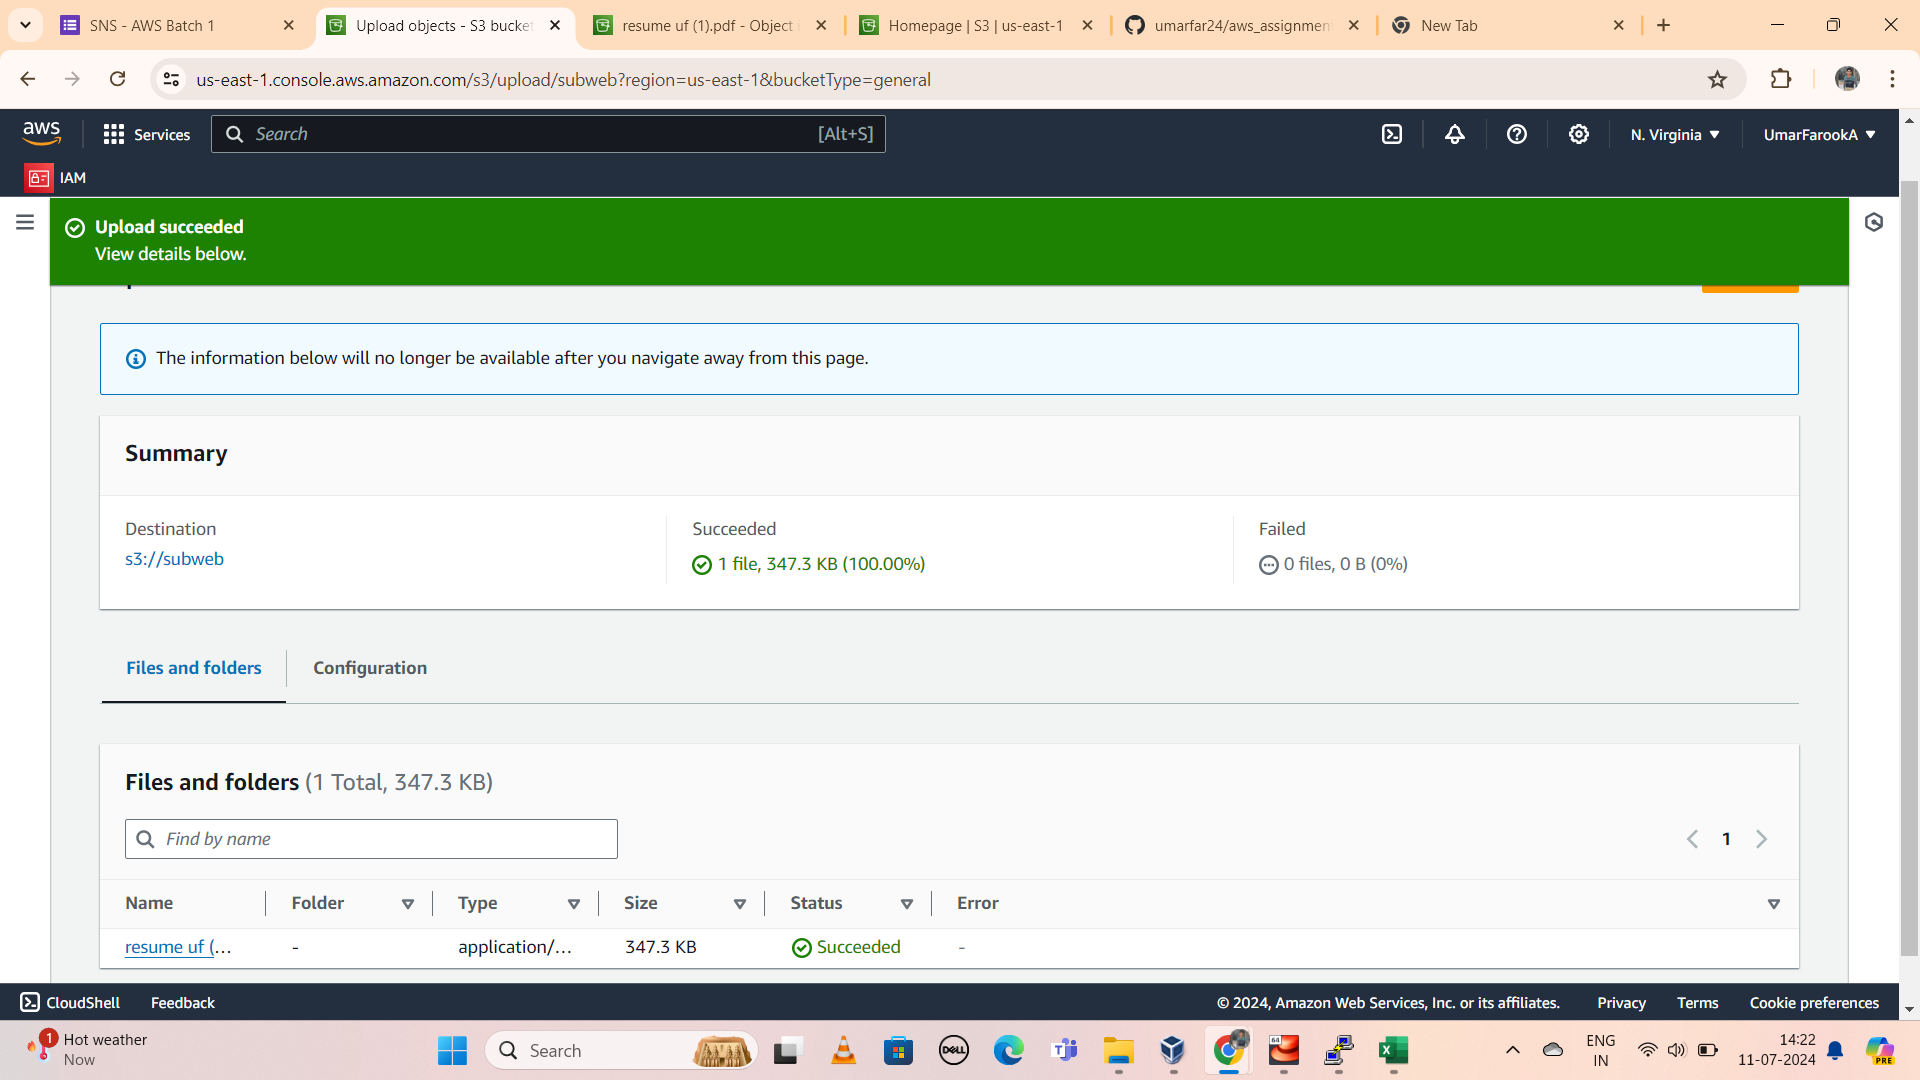 SNS - AWS Batch 1
Upload objects - S3 bucket
resume uf (1).pdf - Object
Homepage | S3 | us-east-1
umarfar24/aws_assignment
New Tab
us-east-1.console.aws.amazon.com/s3/upload/subweb?region=us-east-1&bucketType=general
aws
Services
Search
[Alt+S]
N. Virginia
UmarFarookA
IAM
Upload succeeded
View details below.
The information below will no longer be available after you navigate away from this page.
Summary
Destination
s3://subweb
Succeeded
1 file, 347.3 KB (100.00%)
Failed
0 files, 0 B (0%)
Files and folders
Configuration
Files and folders (1 Total, 347.3 KB)
Find by name
1
Name Folder Type Size Status Error
resume uf (... - application/... 347.3 KB Succeeded -
CloudShell
Feedback
© 2024, Amazon Web Services, Inc. or its affiliates.
Privacy
Terms
Cookie preferences
1
Hot weather
Now
Search
DELL
64
ENG
IN
14:22
11-07-2024
PRE